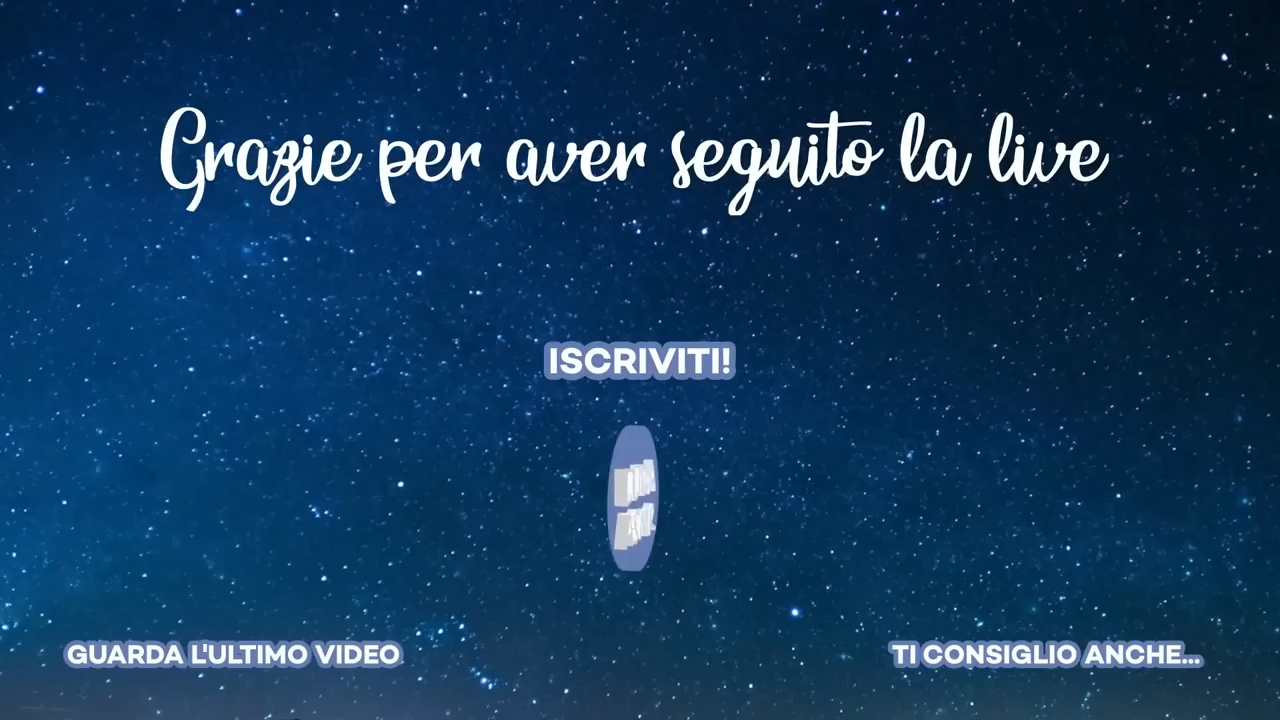 Grazie per aver seguito la live
ISCRIVITI!
GUARDA L'ULTIMO VIDEO
TI CONSIGLIO ANCHE...